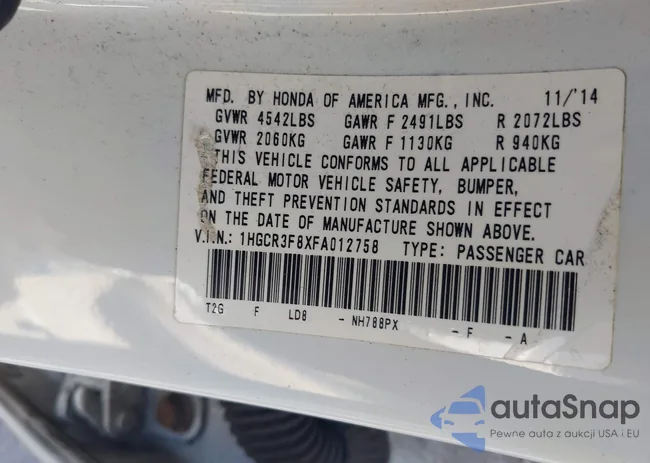 MFD. BY HONDA OF AMERICA MFG., INC. 11/'14
GVWR 4542LBS GAWR F 2491LBS R 2072LBS
GVWR 2060KG GAWR F 1130KG R 940KG
THIS VEHICLE CONFORMS TO ALL APPLICABLE
FEDERAL MOTOR VEHICLE SAFETY, BUMPER,
AND THEFT PREVENTION STANDARDS IN EFFECT
ON THE DATE OF MANUFACTURE SHOWN ABOVE.
V.I.N.: 1HGCR3F8XFA012758 TYPE: PASSENGER CAR
T2G F LD8 - NH788PX - F - A
autaSnap
Pewne auta z aukcji USA i EU